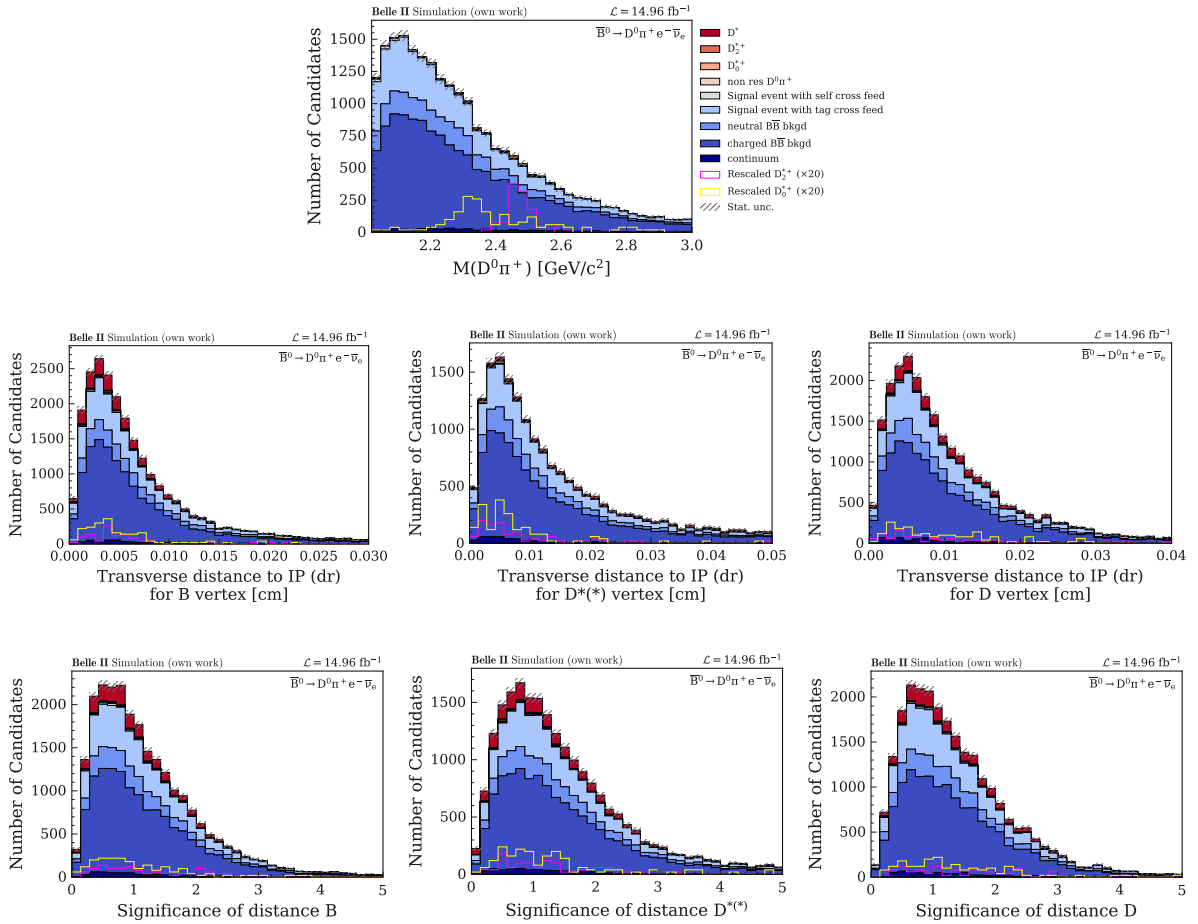 Belle II Simulation (own work) ℒ = 14.96 fb⁻¹
B̅⁰ → D⁰π⁺e⁻ν̅ₑ
Number of Candidates
1500
1250
1000
750
500
250
0
2.2 2.4 2.6 2.8 3.0
M(D⁰π⁺) [GeV/c²]
D*
D₂*⁺
D₀*⁺
non res D⁰π⁺
Signal event with self cross feed
Signal event with tag cross feed
neutral BB̅ bkgd
charged BB̅ bkgd
continuum
Rescaled D₂*⁺ (×20)
Rescaled D₀*⁺ (×20)
Stat. unc.
Belle II Simulation (own work) ℒ = 14.96 fb⁻¹
B̅⁰ → D⁰π⁺e⁻ν̅ₑ
Number of Candidates
2500
2000
1500
1000
500
0
0.000 0.005 0.010 0.015 0.020 0.025 0.030
Transverse distance to IP (dr)
for B vertex [cm]
Belle II Simulation (own work) ℒ = 14.96 fb⁻¹
B̅⁰ → D⁰π⁺e⁻ν̅ₑ
Number of Candidates
1500
1000
500
0
0.00 0.01 0.02 0.03 0.04 0.05
Transverse distance to IP (dr)
for D*(*) vertex [cm]
Belle II Simulation (own work) ℒ = 14.96 fb⁻¹
B̅⁰ → D⁰π⁺e⁻ν̅ₑ
Number of Candidates
2000
1500
1000
500
0
0.00 0.01 0.02 0.03 0.04
Transverse distance to IP (dr)
for D vertex [cm]
Belle II Simulation (own work) ℒ = 14.96 fb⁻¹
B̅⁰ → D⁰π⁺e⁻ν̅ₑ
Number of Candidates
2000
1500
1000
500
0
0 1 2 3 4 5
Significance of distance B
Belle II Simulation (own work) ℒ = 14.96 fb⁻¹
B̅⁰ → D⁰π⁺e⁻ν̅ₑ
Number of Candidates
1500
1000
500
0
0 1 2 3 4 5
Significance of distance D*⁽*⁾
Belle II Simulation (own work) ℒ = 14.96 fb⁻¹
B̅⁰ → D⁰π⁺e⁻ν̅ₑ
Number of Candidates
2000
1500
1000
500
0
0 1 2 3 4 5
Significance of distance D